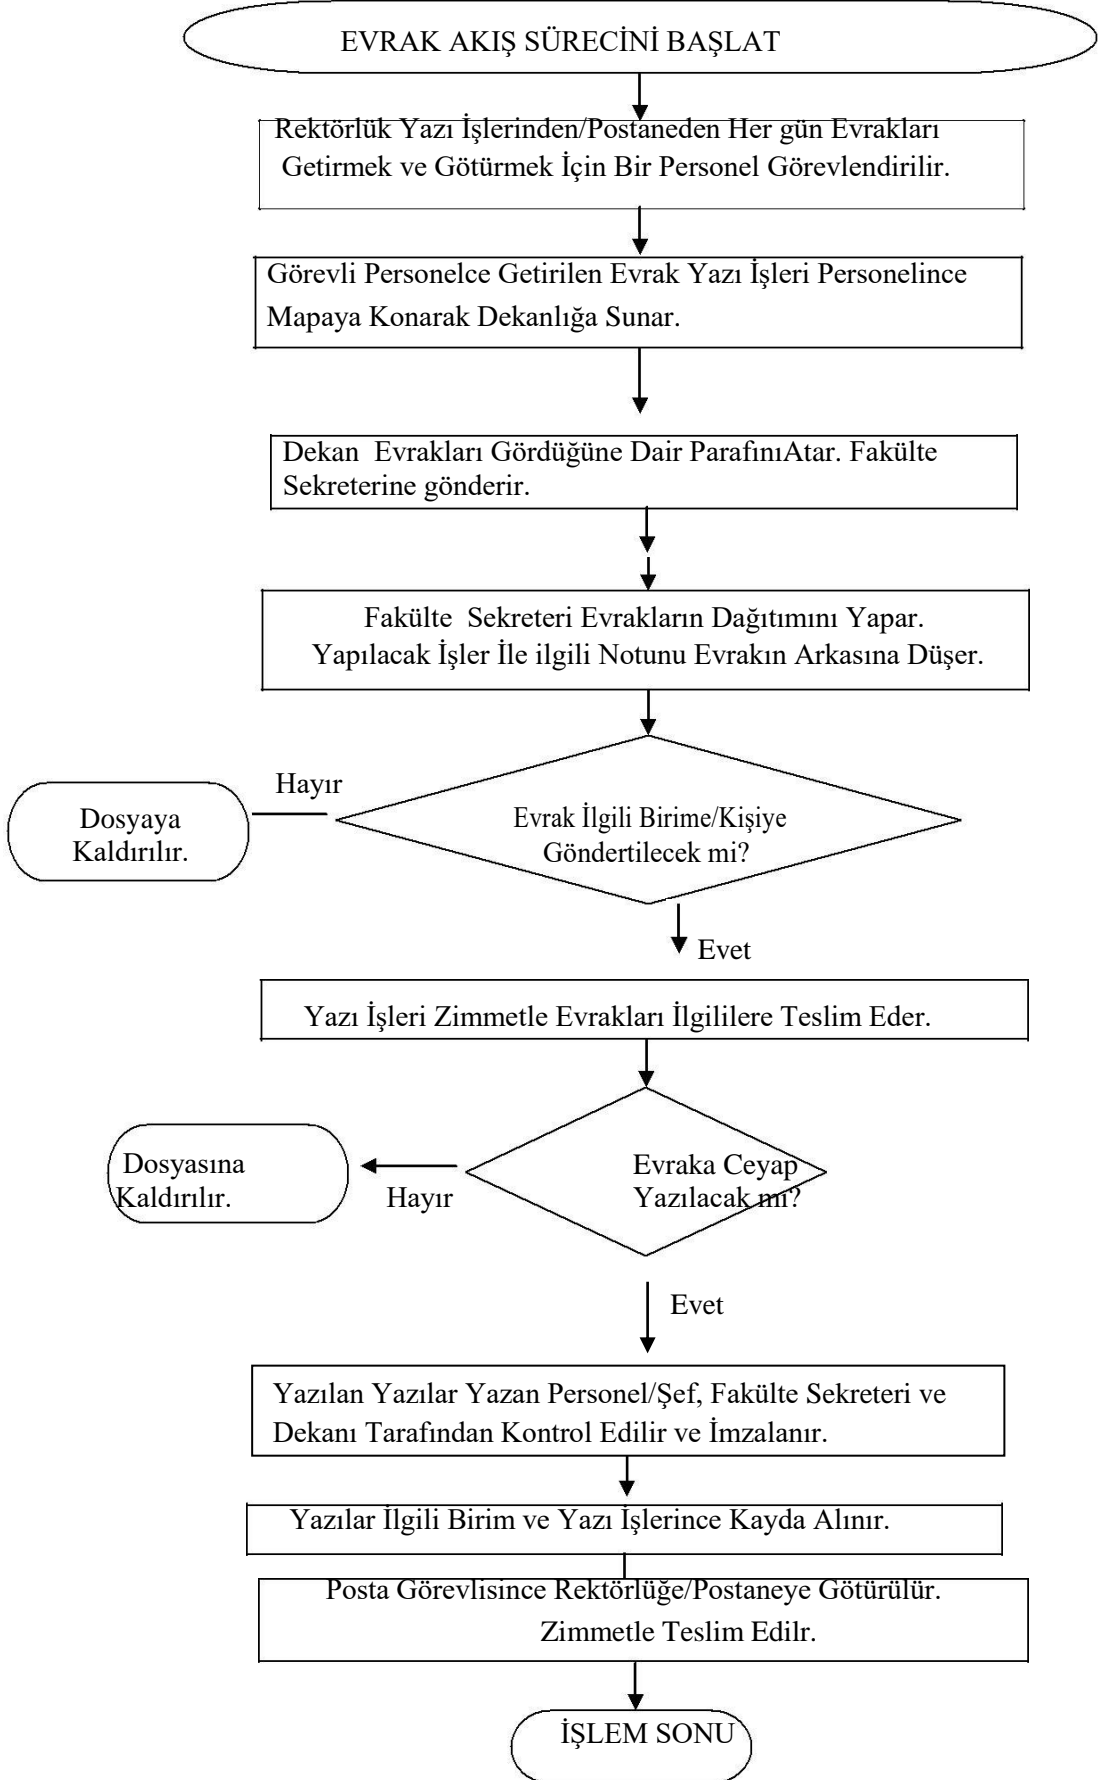 EVRAK AKIŞ SÜRECİNİ BAŞLAT
Rektörlük Yazı İşlerinden/Postaneden Her gün Evrakları
Getirmek ve Götürmek İçin Bir Personel Görevlendirilir.
Görevli Personelce Getirilen Evrak Yazı İşleri Personelince
Mapaya Konarak Dekanlığa Sunar.
Dekan Evrakları Gördüğüne Dair ParafınıAtar. Fakülte
Sekreterine gönderir.
Fakülte Sekreteri Evrakların Dağıtımını Yapar.
Yapılacak İşler İle ilgili Notunu Evrakın Arkasına Düşer.
Hayır
Dosyaya
Kaldırılır.
Evrak İlgili Birime/Kişiye
Göndertilecek mi?
Evet
Yazı İşleri Zimmetle Evrakları İlgililere Teslim Eder.
Dosyasına
Kaldırılır.
Hayır
Evraka Ceyap
Yazılacak mi?
Evet
Yazılan Yazılar Yazan Personel/Şef, Fakülte Sekreteri ve
Dekanı Tarafından Kontrol Edilir ve İmzalanır.
Yazılar İlgili Birim ve Yazı İşlerince Kayda Alınır.
Posta Görevlisince Rektörlüğe/Postaneye Götürülür.
Zimmetle Teslim Edilr.
İŞLEM SONU